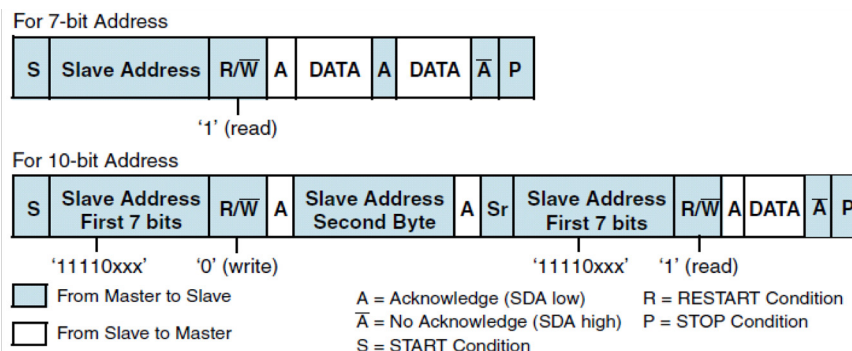 For 7-bit Address
S Slave Address R/W̅ A DATA A DATA A̅ P
‘1’ (read)
For 10-bit Address
S Slave Address First 7 bits R/W̅ A Slave Address Second Byte A Sr Slave Address First 7 bits R/W̅ A DATA A̅ P
‘11110xxx’ ‘0’ (write) ‘11110xxx’ ‘1’ (read)
From Master to Slave
From Slave to Master
A = Acknowledge (SDA low)
A̅ = No Acknowledge (SDA high)
S = START Condition
R = RESTART Condition
P = STOP Condition